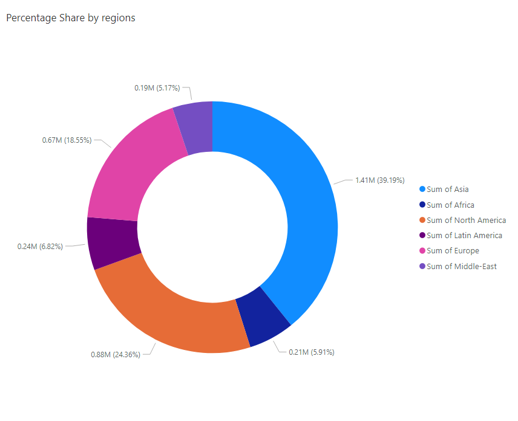 Percentage Share by regions
0.19M (5.17%)
0.67M (18.55%)
1.41M (39.19%)
Sum of Asia
Sum of Africa
Sum of North America
Sum of Latin America
Sum of Europe
Sum of Middle-East
0.24M (6.82%)
0.88M (24.36%)
0.21M (5.91%)